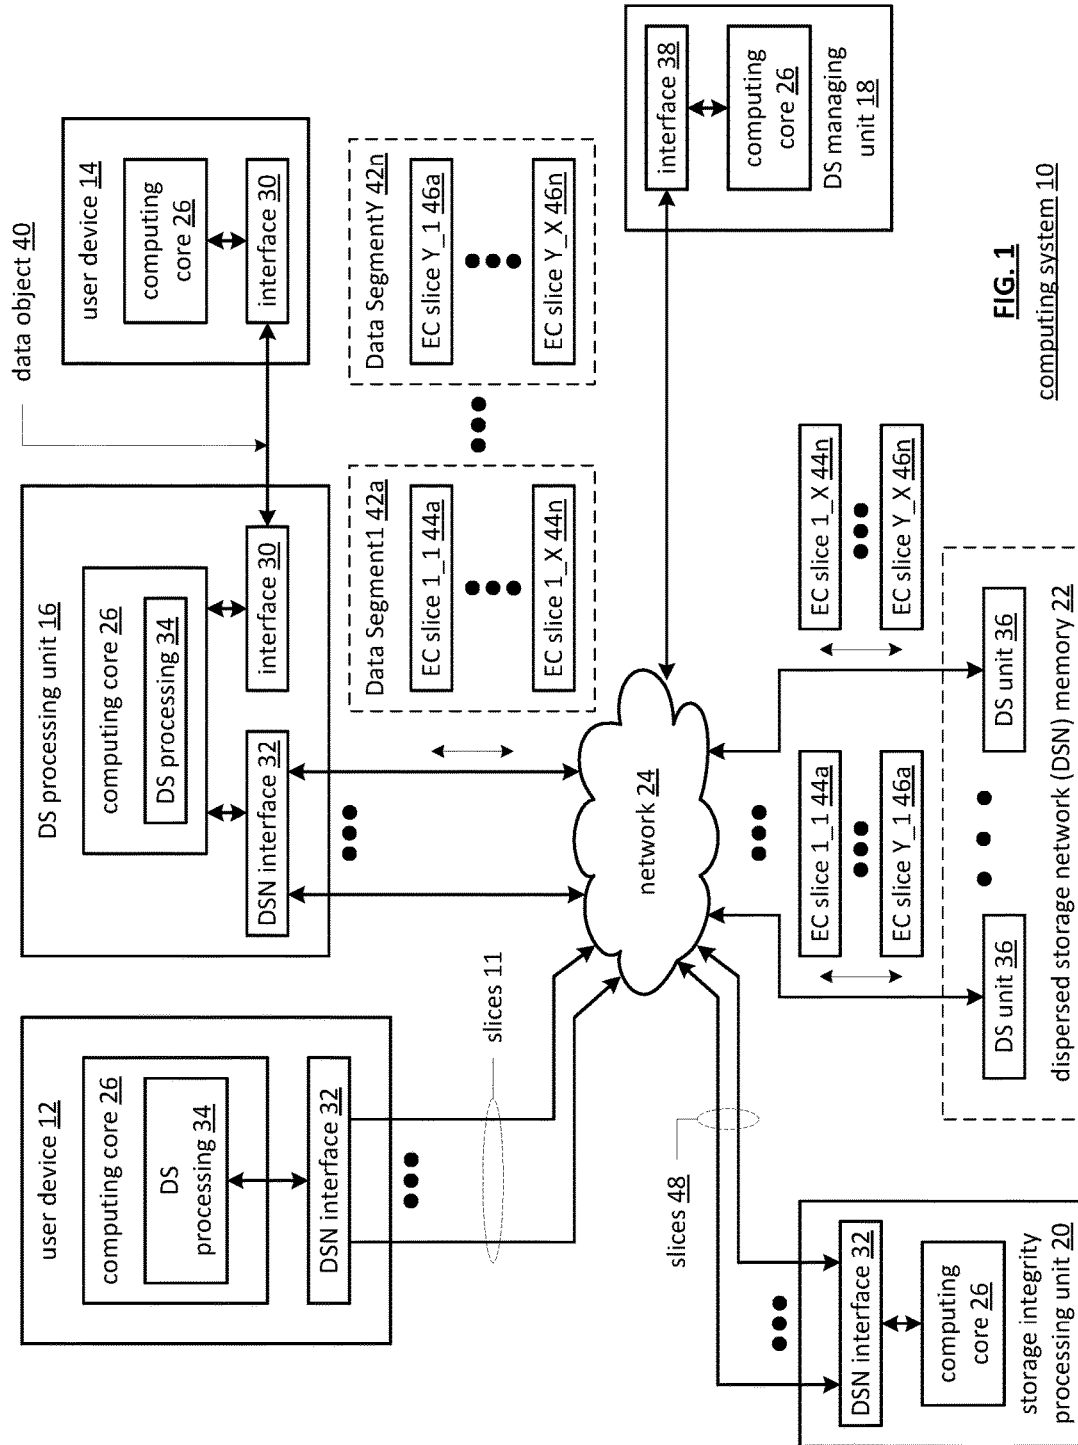 user device 12
computing core 26
DS
processing 34
DSN interface 32
slices 11
DS processing unit 16
computing core 26
DS processing 34
DSN interface 32
interface 30
data object 40
user device 14
computing
core 26
interface 30
Data Segment1 42a
EC slice 1_1 44a
EC slice 1_X 44n
Data SegmentY 42n
EC slice Y_1 46a
EC slice Y_X 46n
network 24
slices 48
DSN interface 32
computing
core 26
storage integrity
processing unit 20
EC slice 1_1 44a
EC slice Y_1 46a
EC slice 1_X 44n
EC slice Y_X 46n
DS unit 36
DS unit 36
dispersed storage network (DSN) memory 22
interface 38
computing
core 26
DS managing
unit 18
FIG. 1
computing system 10